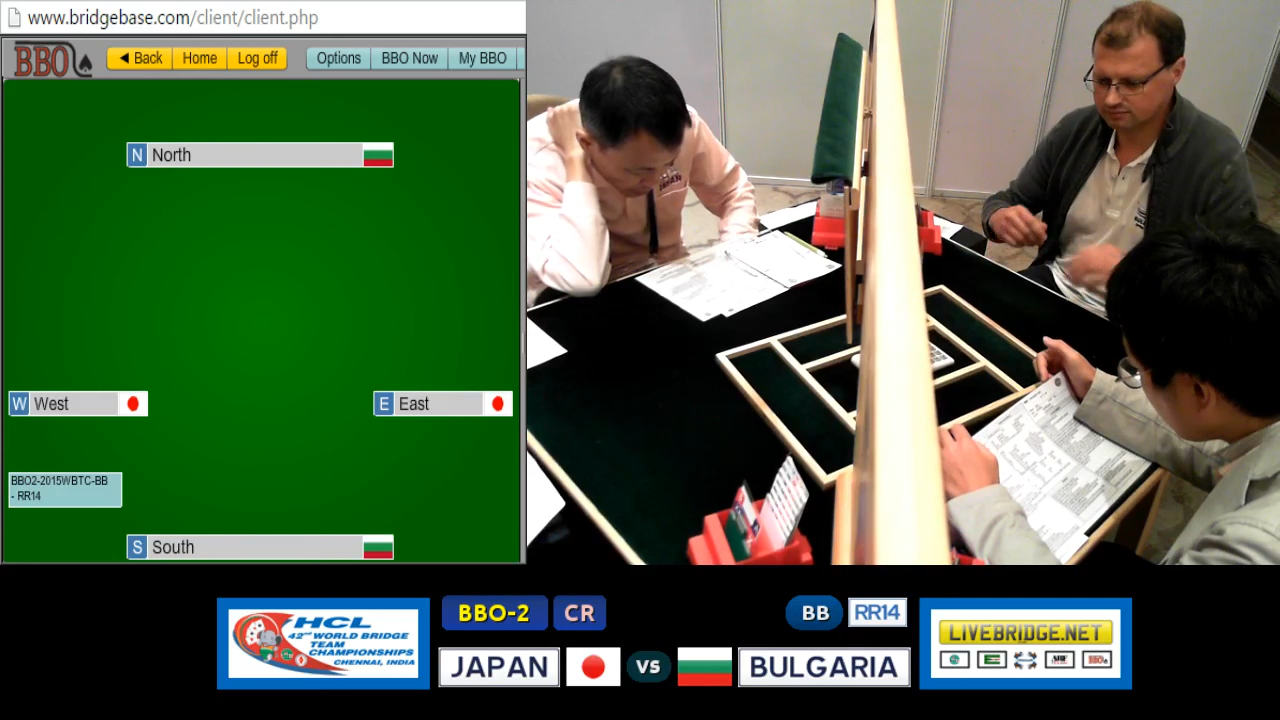 www.bridgebase.com/client/client.php
BBO
◄ Back
Home
Log off
Options
BBO Now
My BBO
N North
W West
E East
BBO2-2015WBTC-BB
- RR14
S South
JAPAN
HCL
42nd WORLD BRIDGE
TEAM
CHAMPIONSHIPS
CHENNAI, INDIA
BBO-2
CR
BB
RR14
JAPAN
VS
BULGARIA
LIVEBRIDGE.NET
BBO